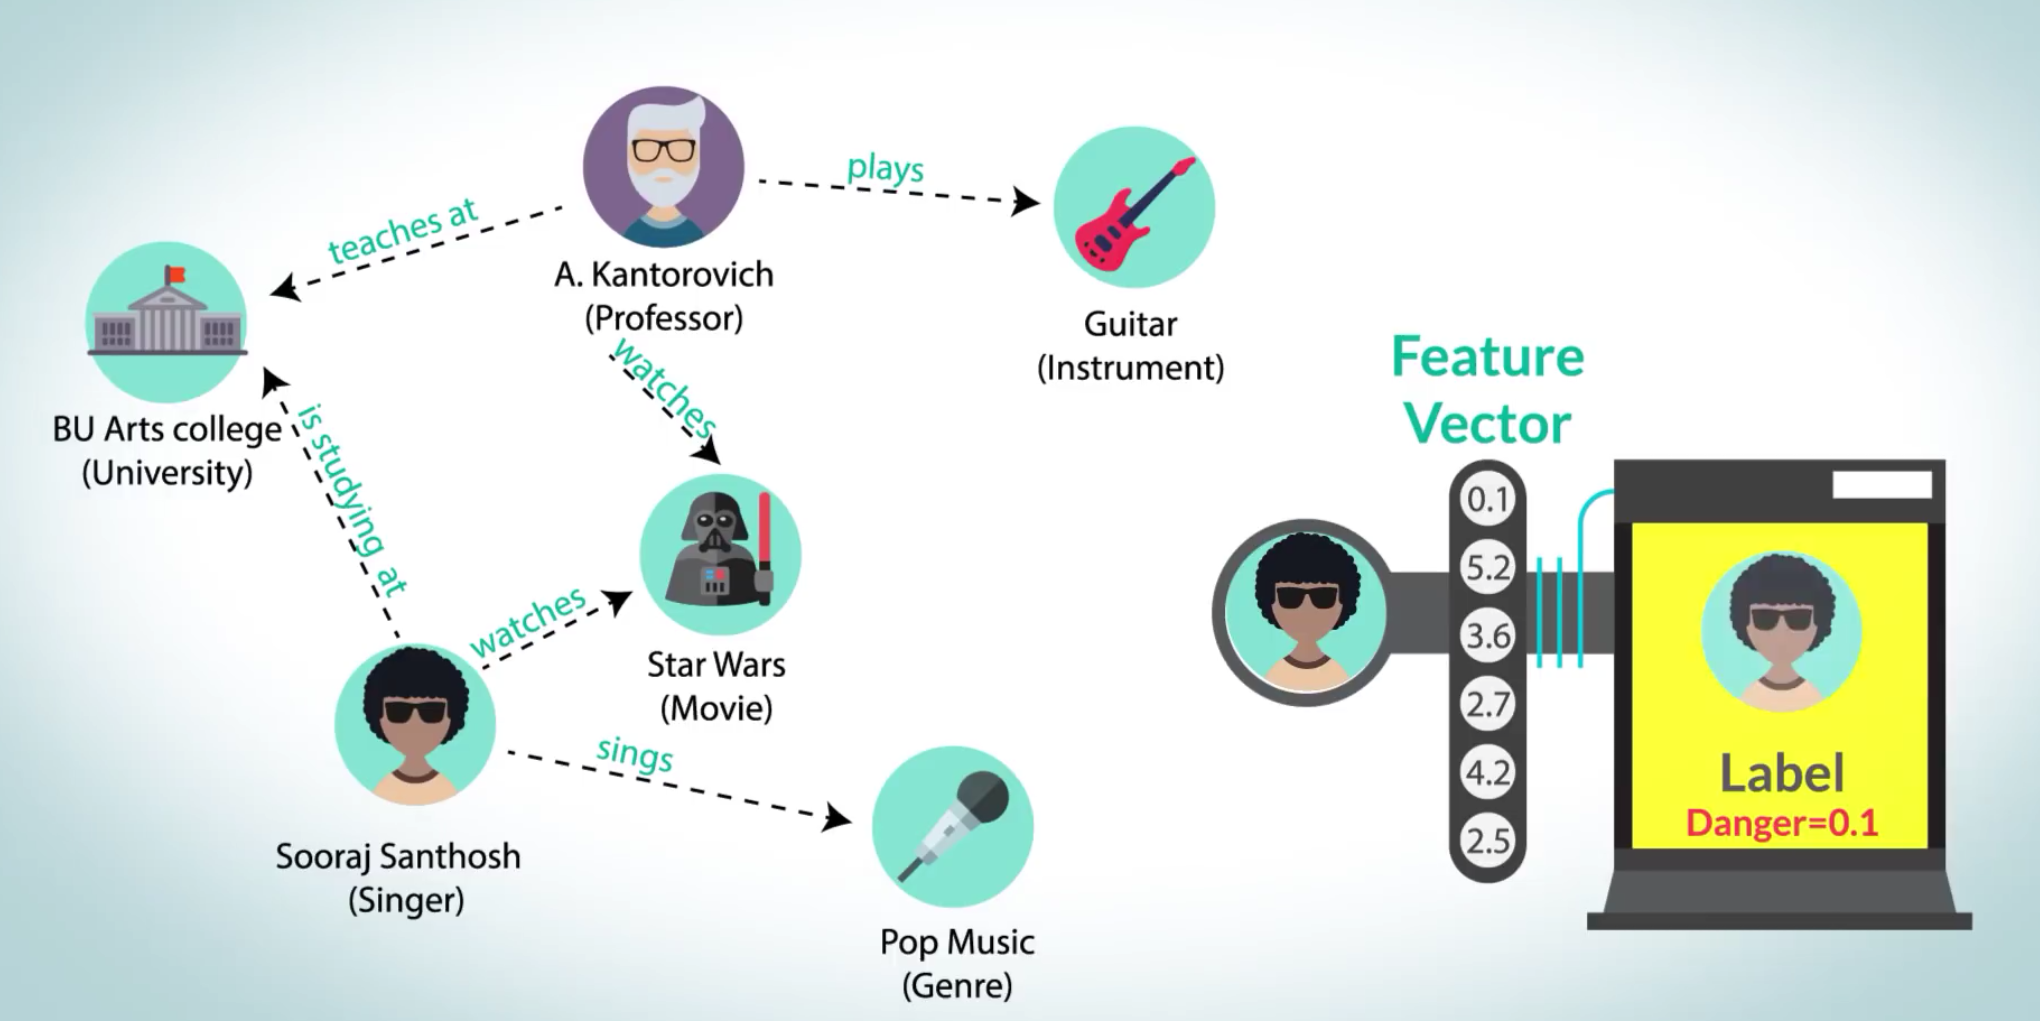 plays
teaches at
A. Kantorovich
(Professor)
Guitar
(Instrument)
watches
BU Arts college
(University)
is studying at
watches
Star Wars
(Movie)
sings
Sooraj Santhosh
(Singer)
Pop Music
(Genre)
Feature
Vector
0.1
5.2
3.6
2.7
4.2
2.5
Label
Danger=0.1